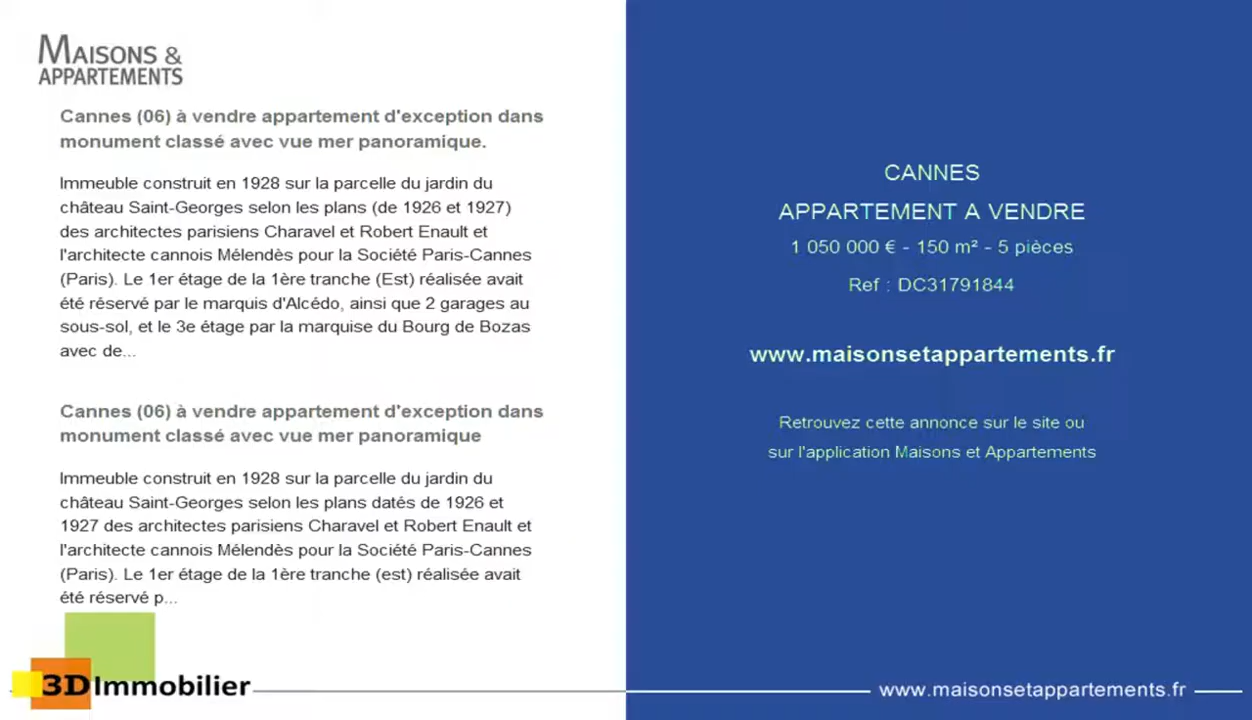 MAISONS &
APPARTEMENTS
Cannes (06) à vendre appartement d'exception dans
monument classé avec vue mer panoramique.
Immeuble construit en 1928 sur la parcelle du jardin du
château Saint-Georges selon les plans (de 1926 et 1927)
des architectes parisiens Charavel et Robert Enault et
l'architecte cannois Mélendès pour la Société Paris-Cannes
(Paris). Le 1er étage de la 1ère tranche (Est) réalisée avait
été réservé par le marquis d'Alcédo, ainsi que 2 garages au
sous-sol, et le 3e étage par la marquise du Bourg de Bozas
avec de...
Cannes (06) à vendre appartement d'exception dans
monument classé avec vue mer panoramique
Immeuble construit en 1928 sur la parcelle du jardin du
château Saint-Georges selon les plans datés de 1926 et
1927 des architectes parisiens Charavel et Robert Enault et
l'architecte cannois Mélendès pour la Société Paris-Cannes
(Paris). Le 1er étage de la 1ère tranche (est) réalisée avait
été réservé p...
3DImmobilier
CANNES
APPARTEMENT A VENDRE
1 050 000 € - 150 m² - 5 pièces
Ref : DC31791844
www.maisonsetappartements.fr
Retrouvez cette annonce sur le site ou
sur l'application Maisons et Appartements
www.maisonsetappartements.fr